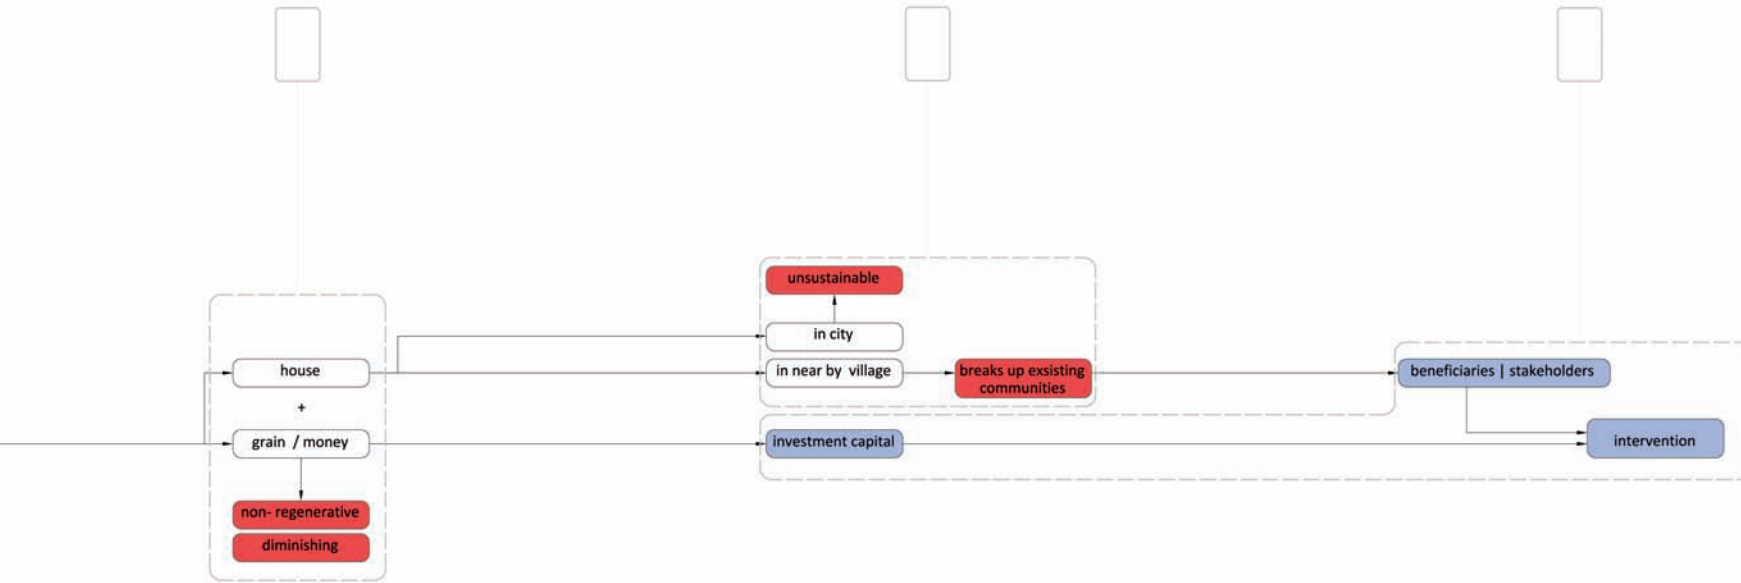 unsustainable
in city
house
in near by village
breaks up exsisting
communities
beneficiaries | stakeholders
+
grain / money
investment capital
intervention
non- regenerative
diminishing